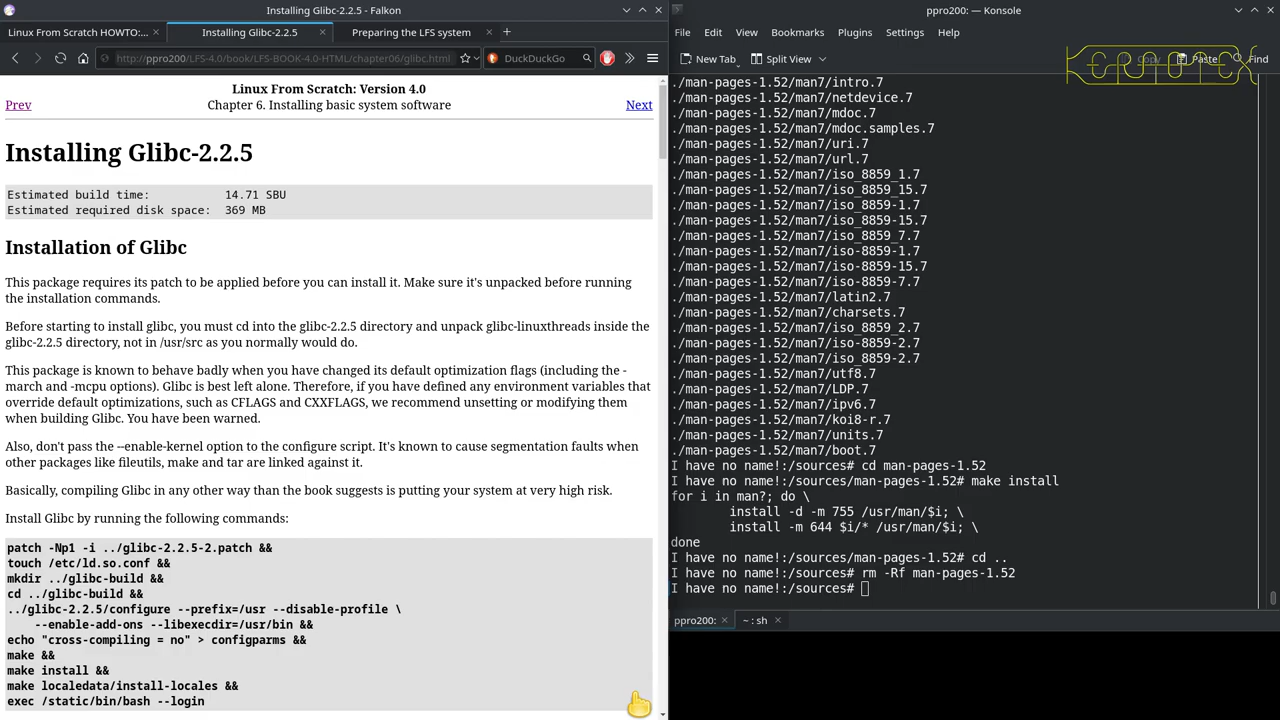 Installing Glibc-2.2.5 - Falkon
Linux From Scratch HOWTO:...
Installing Glibc-2.2.5
Preparing the LFS system
http://ppro200/LFS-4.0/book/LFS-BOOK-4.0-HTML/chapter06/glibc.html
DuckDuckGo
Linux From Scratch: Version 4.0
Prev
Chapter 6. Installing basic system software
Next
Installing Glibc-2.2.5
Estimated build time: 14.71 SBU
Estimated required disk space: 369 MB
Installation of Glibc
This package requires its patch to be applied before you can install it. Make sure it's unpacked before running
the installation commands.
Before starting to install glibc, you must cd into the glibc-2.2.5 directory and unpack glibc-linuxthreads inside the
glibc-2.2.5 directory, not in /usr/src as you normally would do.
This package is known to behave badly when you have changed its default optimization flags (including the -
march and -mcpu options). Glibc is best left alone. Therefore, if you have defined any environment variables that
override default optimizations, such as CFLAGS and CXXFLAGS, we recommend unsetting or modifying them
when building Glibc. You have been warned.
Also, don't pass the --enable-kernel option to the configure script. It's known to cause segmentation faults when
other packages like fileutils, make and tar are linked against it.
Basically, compiling Glibc in any other way than the book suggests is putting your system at very high risk.
Install Glibc by running the following commands:
patch -Np1 -i ../glibc-2.2.5-2.patch &&
touch /etc/ld.so.conf &&
mkdir ../glibc-build &&
cd ../glibc-build &&
../glibc-2.2.5/configure --prefix=/usr --disable-profile \
--enable-add-ons --libexecdir=/usr/bin &&
echo "cross-compiling = no" > configparms &&
make &&
make install &&
make localedata/install-locales &&
exec /static/bin/bash --login
ppro200: — Konsole
File Edit View Bookmarks Plugins Settings Help
New Tab
Split View
Copy
Paste
Find
./man-pages-1.52/man7/intro.7
./man-pages-1.52/man7/netdevice.7
./man-pages-1.52/man7/mdoc.7
./man-pages-1.52/man7/mdoc.samples.7
./man-pages-1.52/man7/uri.7
./man-pages-1.52/man7/url.7
./man-pages-1.52/man7/iso_8859_1.7
./man-pages-1.52/man7/iso_8859_15.7
./man-pages-1.52/man7/iso_8859-1.7
./man-pages-1.52/man7/iso_8859-15.7
./man-pages-1.52/man7/iso_8859_7.7
./man-pages-1.52/man7/iso-8859-1.7
./man-pages-1.52/man7/iso-8859-15.7
./man-pages-1.52/man7/iso-8859-7.7
./man-pages-1.52/man7/latin2.7
./man-pages-1.52/man7/charsets.7
./man-pages-1.52/man7/iso_8859_2.7
./man-pages-1.52/man7/iso-8859-2.7
./man-pages-1.52/man7/iso_8859-2.7
./man-pages-1.52/man7/utf8.7
./man-pages-1.52/man7/LDP.7
./man-pages-1.52/man7/ipv6.7
./man-pages-1.52/man7/koi8-r.7
./man-pages-1.52/man7/units.7
./man-pages-1.52/man7/boot.7
I have no name!:/sources# cd man-pages-1.52
I have no name!:/sources/man-pages-1.52# make install
for i in man?; do \
install -d -m 755 /usr/man/$i; \
install -m 644 $i/* /usr/man/$i; \
done
I have no name!:/sources/man-pages-1.52# cd ..
I have no name!:/sources# rm -Rf man-pages-1.52
I have no name!:/sources#
ppro200:
~ : sh